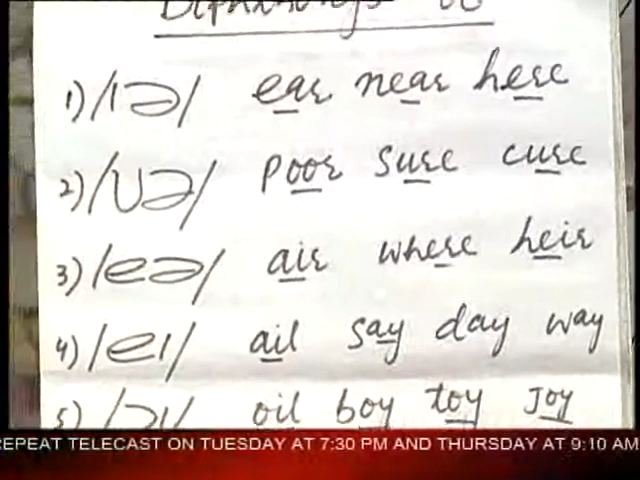 Diphthongs 08
1) /ɪə/ ear near here
2) /ʊə/ poor sure cure
3) /eə/ air where heir
4) /eɪ/ ail say day way
5) /ɔɪ/ oil boy toy Joy
REPEAT TELECAST ON TUESDAY AT 7:30 PM AND THURSDAY AT 9:10 AM